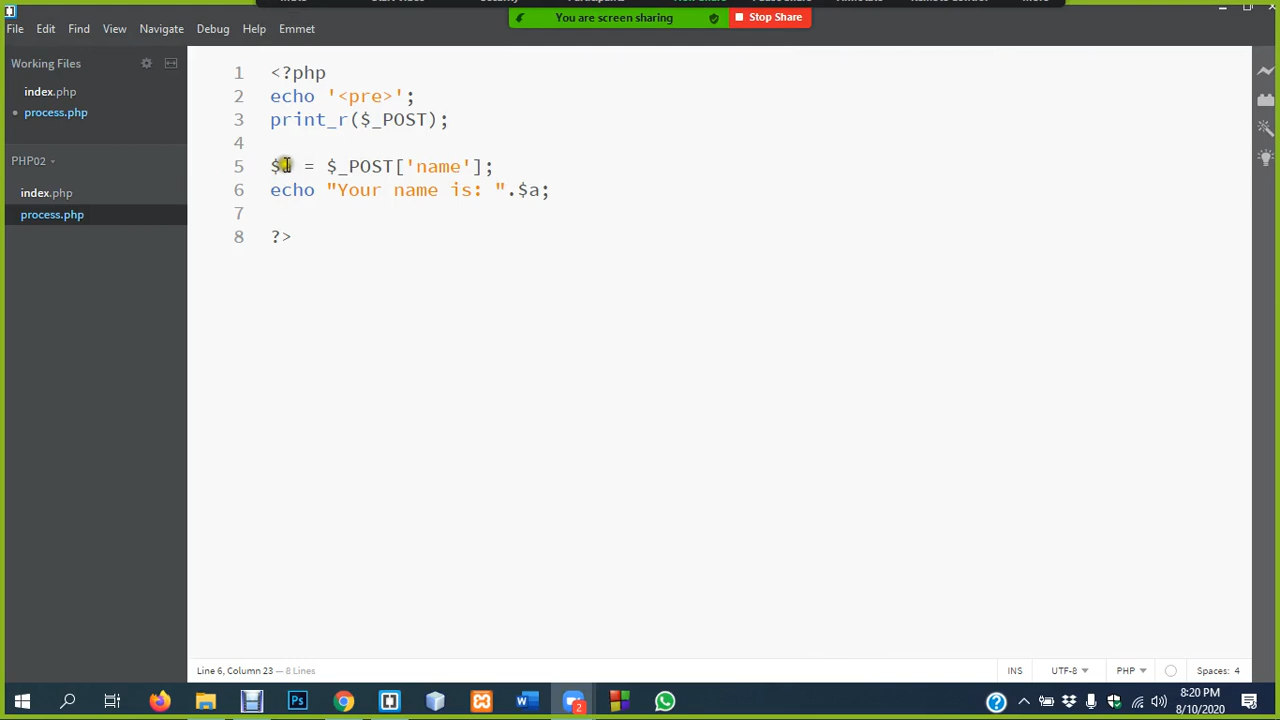 You are screen sharing
Stop Share
File Edit Find View Navigate Debug Help Emmet
Working Files
index.php
process.php
PHP02
index.php
process.php
1 <?php
2 echo '<pre>';
3 print_r($_POST);
4
5 $ = $_POST['name'];
6 echo "Your name is: ".$a;
7
8 ?>
Line 6, Column 23 — 8 Lines
INS UTF-8 PHP Spaces: 4
Ps
W
2
8:20 PM
8/10/2020
3